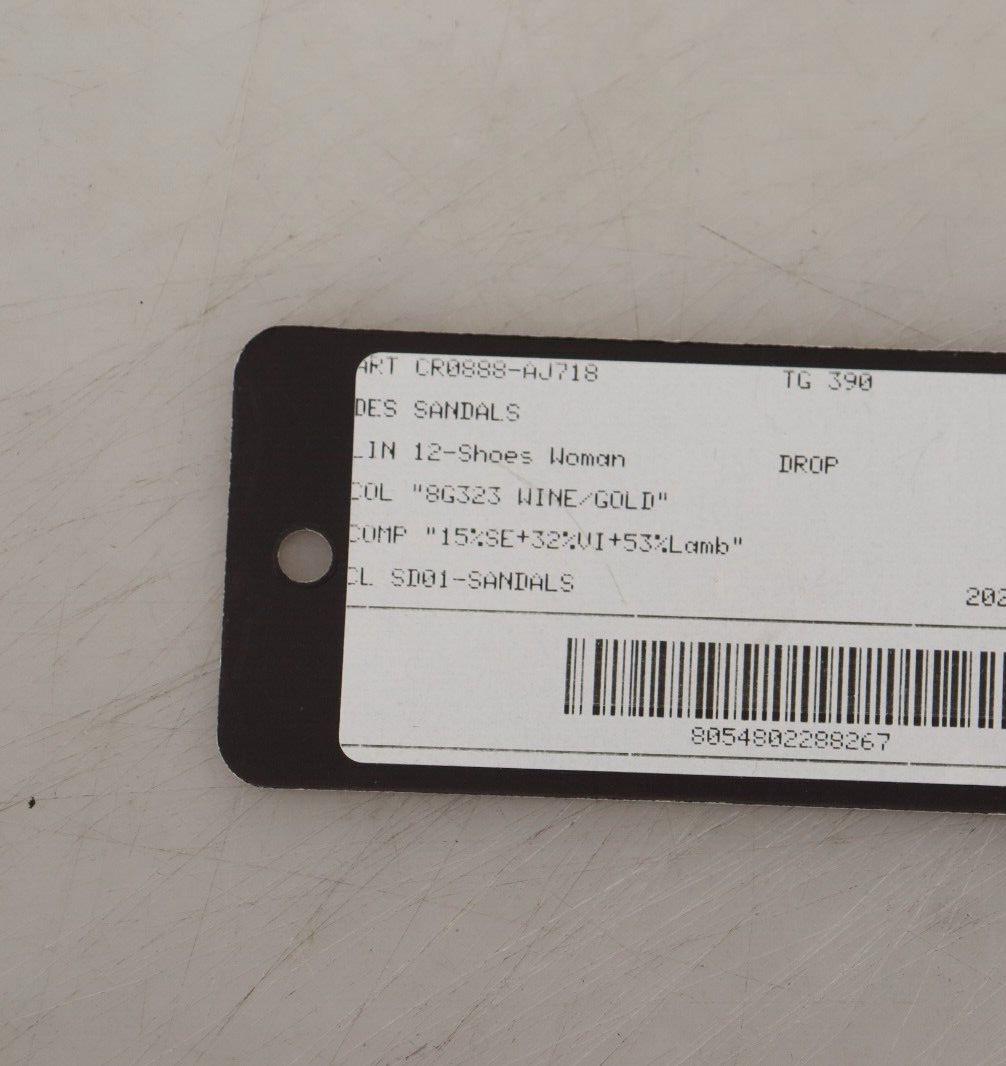 ART CR0888-AJ718 TG 390
DES SANDALS
LIN 12-Shoes Woman DROP
COL "8G323 WINE/GOLD"
COMP "15%SE+32%VI+53%Lamb"
CL SD01-SANDALS 202
8054802288267